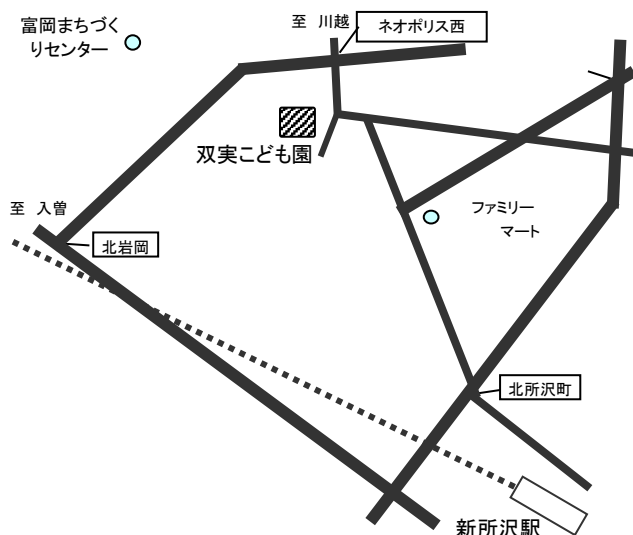 富岡まちづく
りセンター
至 川越
ネオポリス西
双実こども園
至 入曽
北岩岡
ファミリー
マート
北所沢町
新所沢駅